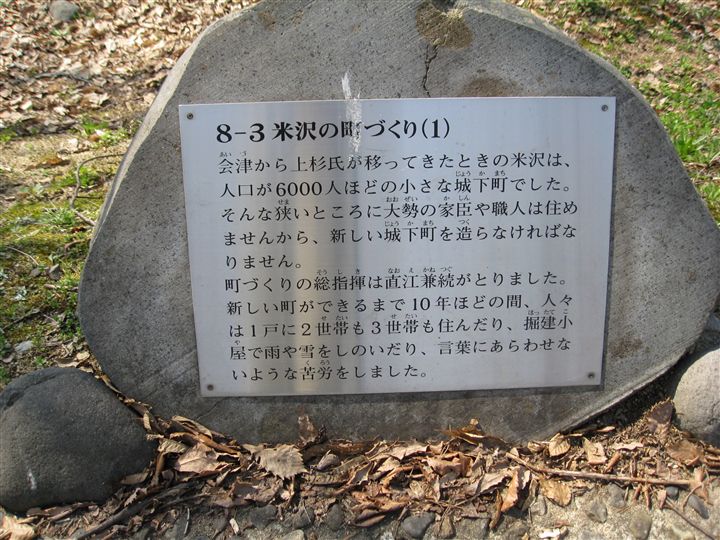 8-3 米沢の町づくり(1)
会津から上杉氏が移ってきたときの米沢は、
人口が6000人ほどの小さな城下町でした。
そんな狭いところに大勢の家臣や職人は住め
ませんから、新しい城下町を造らなければな
りません。
町づくりの総指揮は直江兼続がとりました。
新しい町ができるまで10年ほどの間、人々
は1戸に2世帯も3世帯も住んだり、掘建小
屋で雨や雪をしのいだり、言葉にあらわせな
いような苦労をしました。